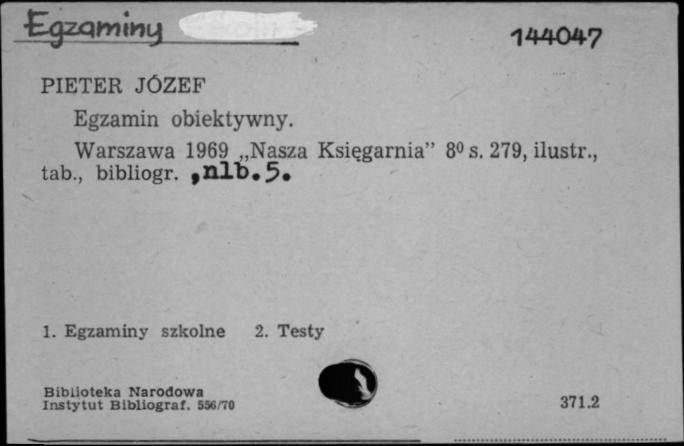 Egzaminy
144047
PIETER JÓZEF
Egzamin obiektywny.
Warszawa 1969 „Nasza Księgarnia” 8⁰ s. 279, ilustr.,
tab., bibliogr. ,nlb.5.
1. Egzaminy szkolne 2. Testy
Biblioteka Narodowa
Instytut Bibliograf. 556/70
371.2